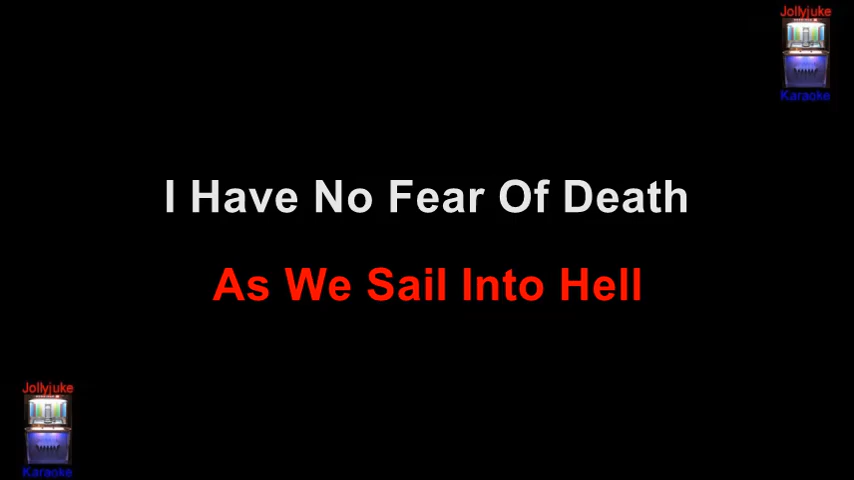 Jollyjuke
Karaoke
I Have No Fear Of Death
As We Sail Into Hell
Jollyjuke
Karaoke